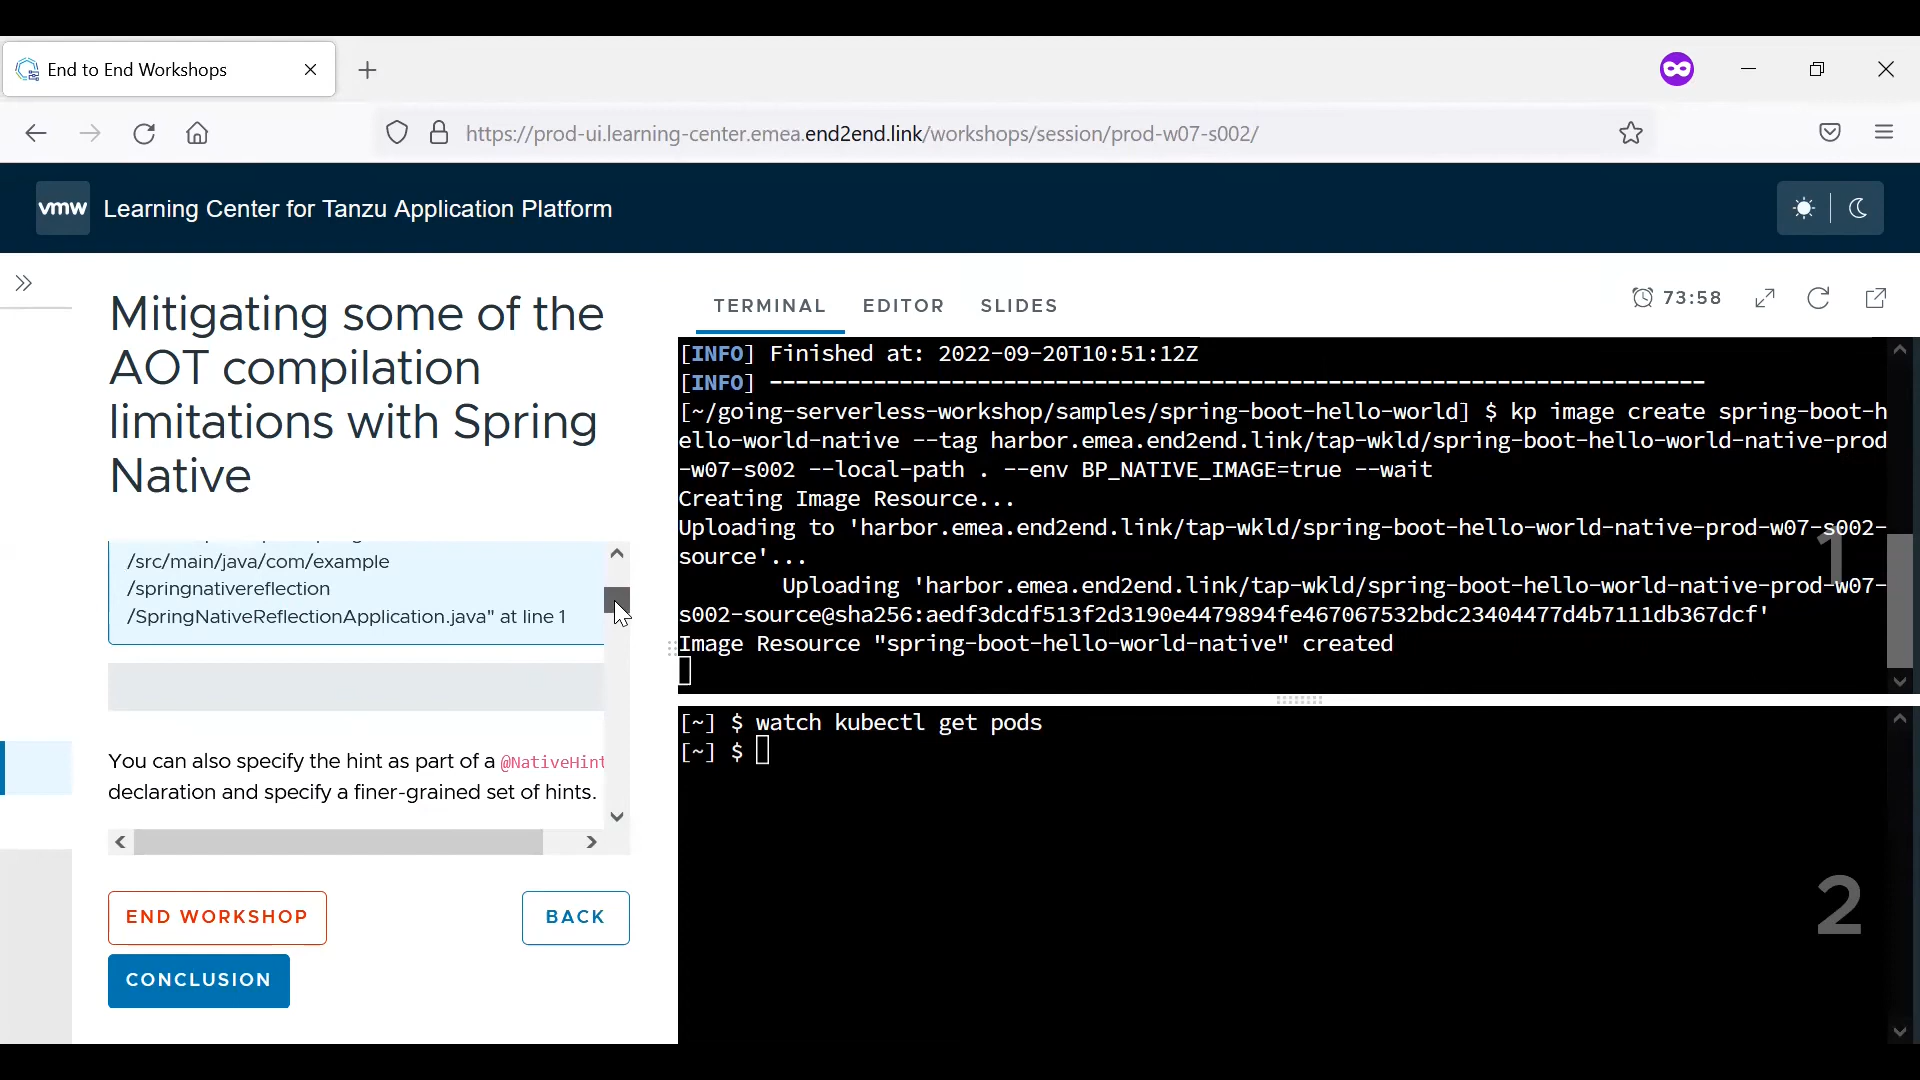 End to End Workshops
https://prod-ui.learning-center.emea.end2end.link/workshops/session/prod-w07-s002/
vmw Learning Center for Tanzu Application Platform
Mitigating some of the
AOT compilation
limitations with Spring
Native
/src/main/java/com/example
/springnativereflection
/SpringNativeReflectionApplication.java" at line 1
You can also specify the hint as part of a @NativeHint
declaration and specify a finer-grained set of hints.
END WORKSHOP
BACK
CONCLUSION
TERMINAL EDITOR SLIDES
73:58
[INFO] Finished at: 2022-09-20T10:51:12Z
[INFO] ------------------------------------------------------------------------
[~/going-serverless-workshop/samples/spring-boot-hello-world] $ kp image create spring-boot-h
ello-world-native --tag harbor.emea.end2end.link/tap-wkld/spring-boot-hello-world-native-prod
-w07-s002 --local-path . --env BP_NATIVE_IMAGE=true --wait
Creating Image Resource...
Uploading to 'harbor.emea.end2end.link/tap-wkld/spring-boot-hello-world-native-prod-w07-s002-
source'...
Uploading 'harbor.emea.end2end.link/tap-wkld/spring-boot-hello-world-native-prod-w07-
s002-source@sha256:aedf3dcdf513f2d3190e4479894fe467067532bdc23404477d4b7111db367dcf'
Image Resource "spring-boot-hello-world-native" created
1
[~] $ watch kubectl get pods
[~] $
2